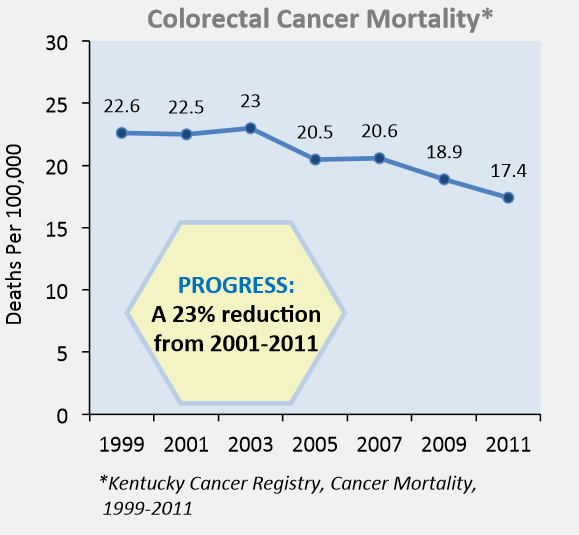 Colorectal Cancer Mortality*
30
25
20
15
10
5
0
Deaths Per 100,000
22.6
22.5
23
20.5
20.6
18.9
17.4
PROGRESS:
A 23% reduction
from 2001-2011
1999 2001 2003 2005 2007 2009 2011
*Kentucky Cancer Registry, Cancer Mortality,
1999-2011